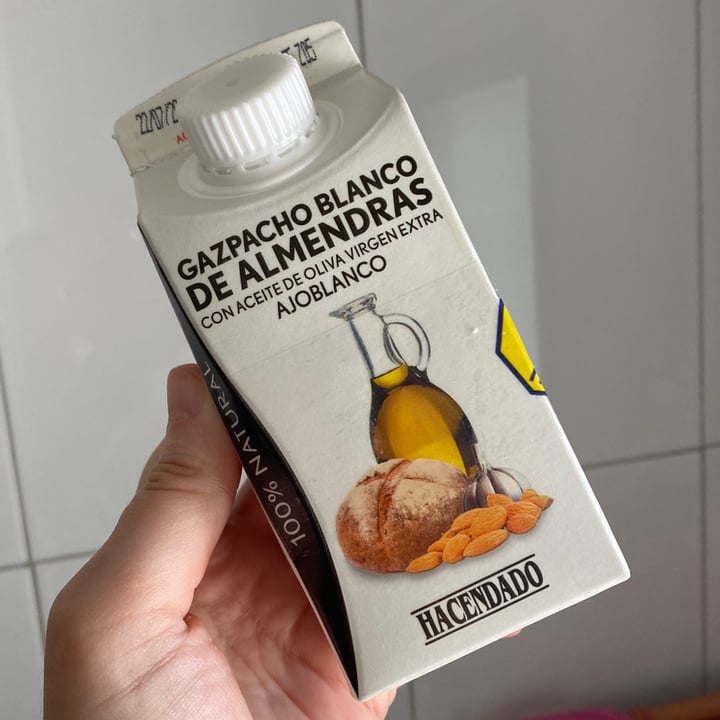 GAZPACHO BLANCO
DE ALMENDRAS
CON ACEITE DE OLIVA VIRGEN EXTRA
AJOBLANCO
100% NATURAL
HACENDADO